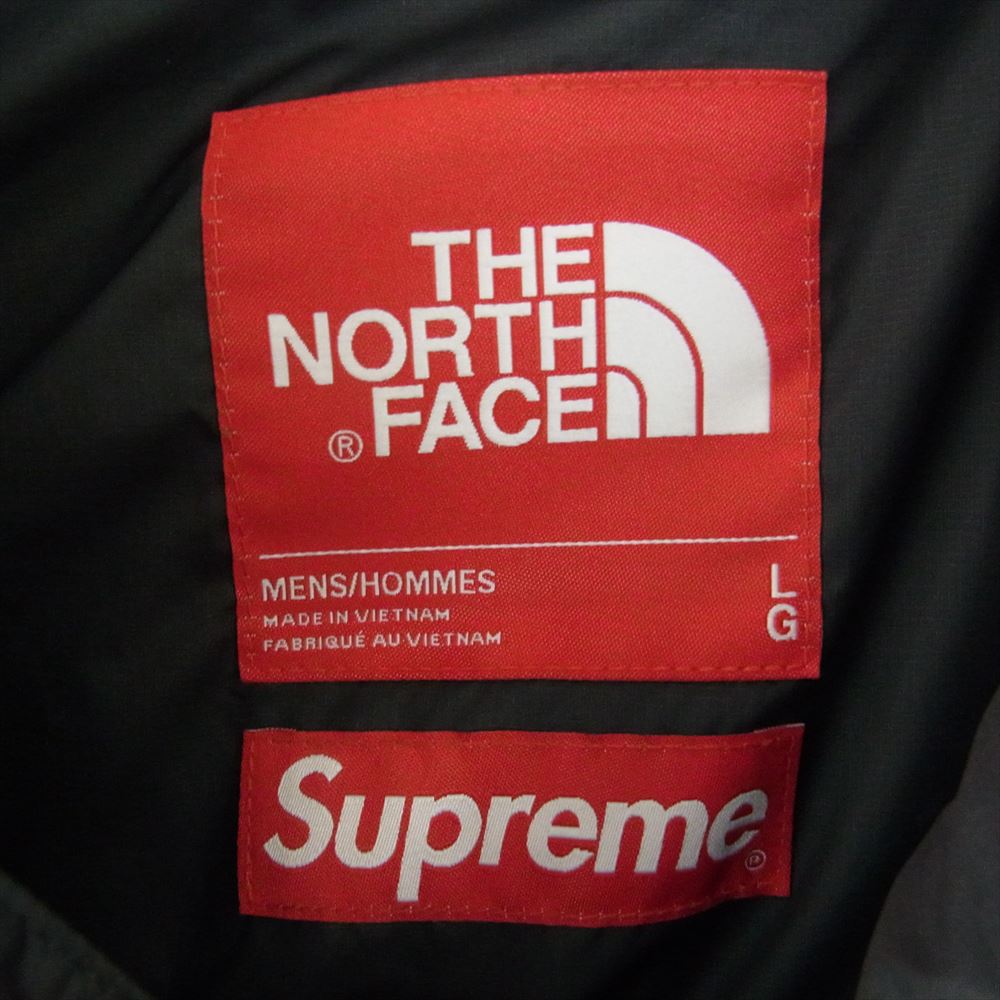 THE
NORTH
FACE
®
MENS/HOMMES
L
MADE IN VIETNAM
G
FABRIQUÉ AU VIETNAM
Supreme
®